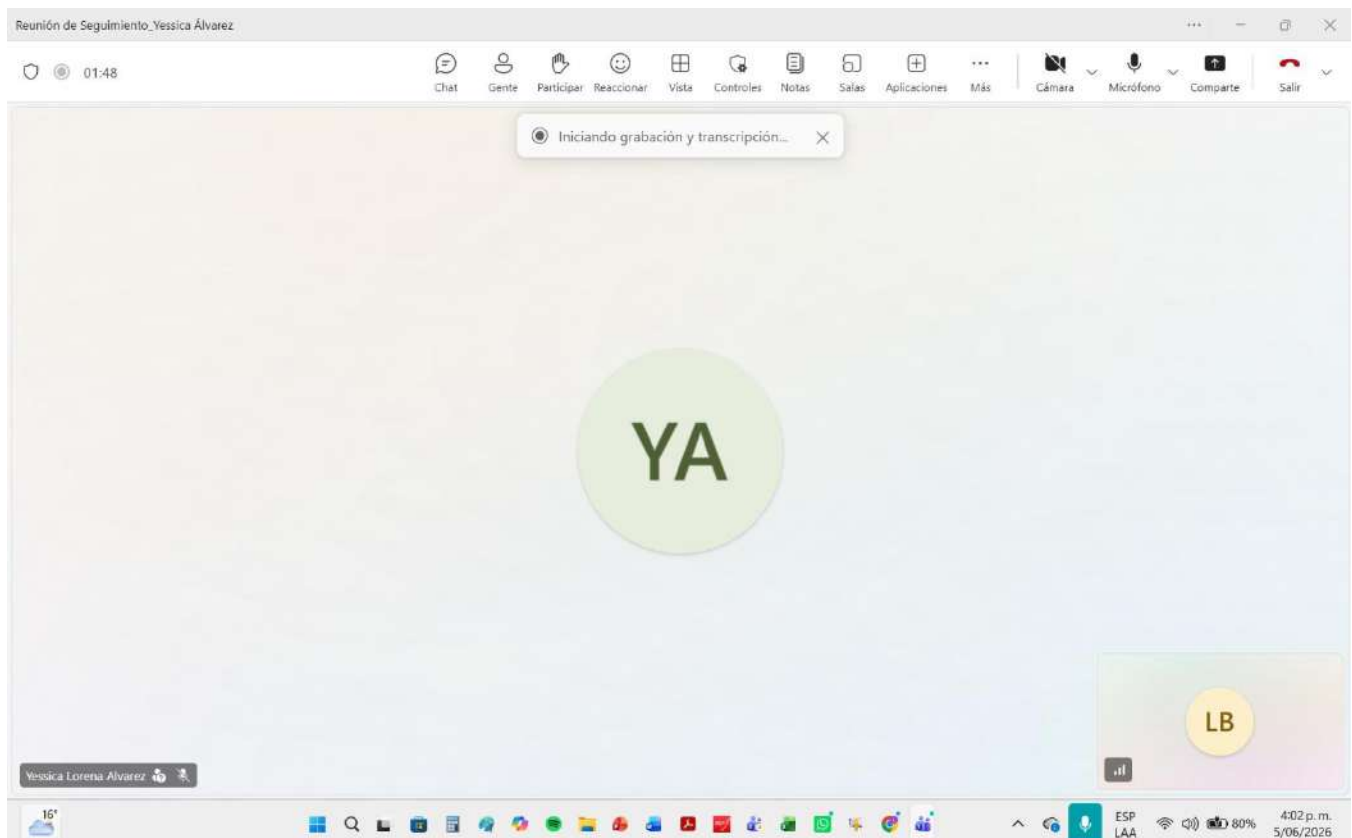 Reunión de Seguimiento_Yessica Álvarez
01:48
Chat
Gente
Participar
Reaccionar
Vista
Controles
Notas
Salas
Aplicaciones
Más
Cámara
Micrófono
Comparte
Salir
Iniciando grabación y transcripción...
YA
LB
Yessica Lorena Alvarez
16°
ESP
LAA
80%
4:02 p. m.
5/06/2026